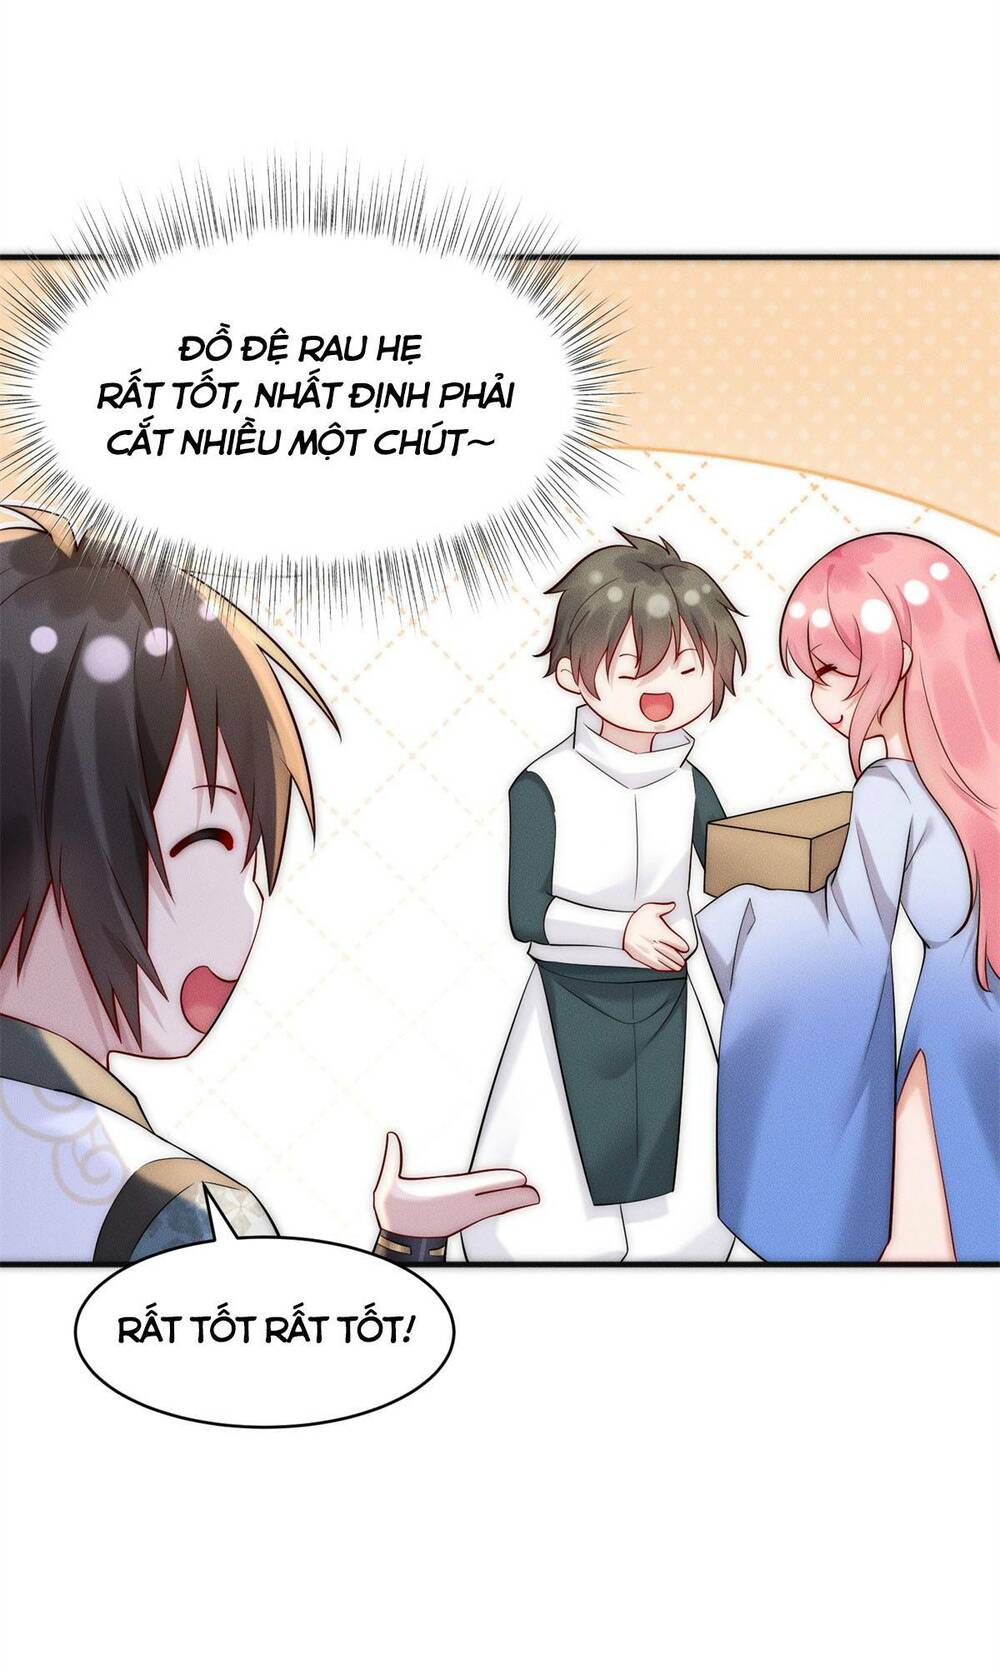 ĐỒ ĐỆ RAU HẸ
RẤT TỐT, NHẤT ĐỊNH PHẢI
CẮT NHIỀU MỘT CHÚT~
RẤT TỐT RẤT TỐT!